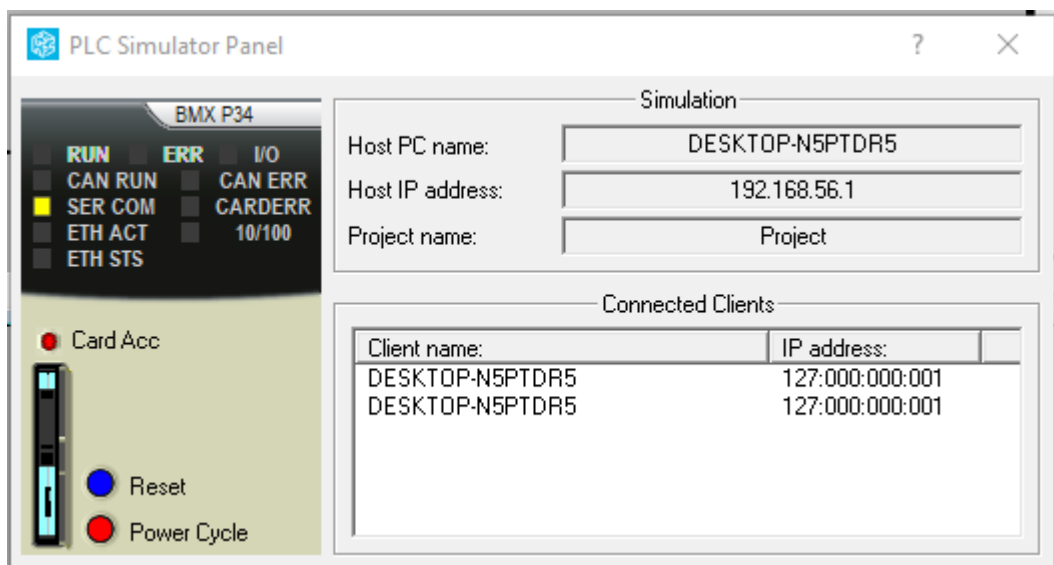 PLC Simulator Panel ? ×
BMX P34
RUN ERR I/O
CAN RUN CAN ERR
SER COM CARDERR
ETH ACT 10/100
ETH STS
Card Acc
Reset
Power Cycle
Simulation
Host PC name: DESKTOP-N5PTDR5
Host IP address: 192.168.56.1
Project name: Project
Connected Clients
Client name: IP address:
DESKTOP-N5PTDR5 127:000:000:001
DESKTOP-N5PTDR5 127:000:000:001